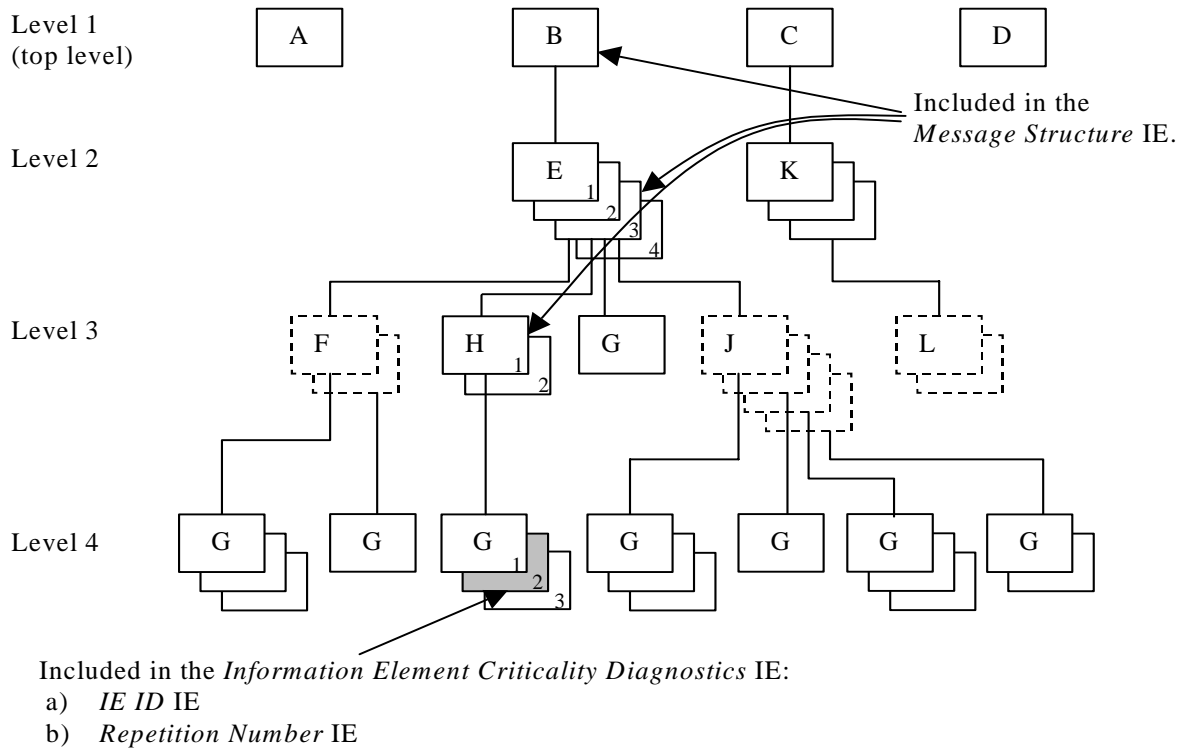 Level 1
(top level)
A
B
C
D
Included in the
Message Structure IE.
Level 2
E
1
2
3
4
K
Level 3
F
H
1
2
G
J
L
Level 4
G
G
G
1
2
3
G
G
G
G
Included in the Information Element Criticality Diagnostics IE:
a) IE ID IE
b) Repetition Number IE